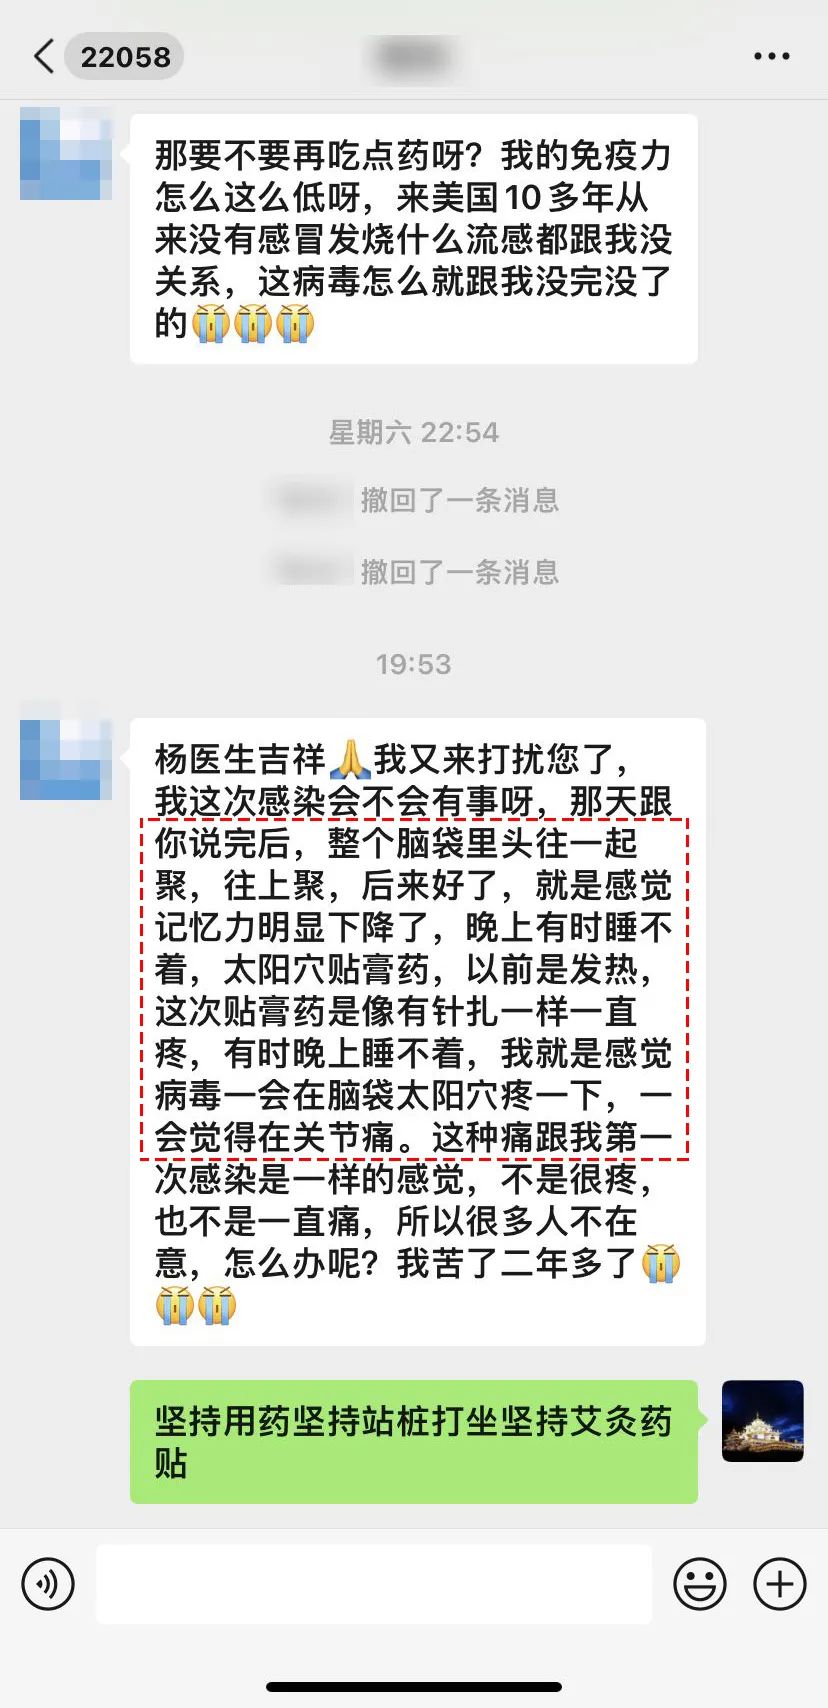 22058
那要不要再吃点药呀？我的免疫力
怎么这么低呀，来美国10多年从
来没有感冒发烧什么流感都跟我没
关系，这病毒怎么就跟我没完没了
的😭😭😭
星期六 22:54
撤回了一条消息
撤回了一条消息
19:53
杨医生吉祥🙏我又来打扰您了，
我这次感染会不会有事呀，那天跟
你说完后，整个脑袋里头往一起
聚，往上聚，后来好了，就是感觉
记忆力明显下降了，晚上有时睡不
着，太阳穴贴膏药，以前是发热，
这次贴膏药是像有针扎一样一直
疼，有时晚上睡不着，我就是感觉
病毒一会在脑袋太阳穴疼一下，一
会觉得在关节痛。这种痛跟我第一
次感染是一样的感觉，不是很疼，
也不是一直痛，所以很多人不在
意，怎么办呢？我苦了二年多了😭
😭😭
坚持用药坚持站桩打坐坚持艾灸药
贴